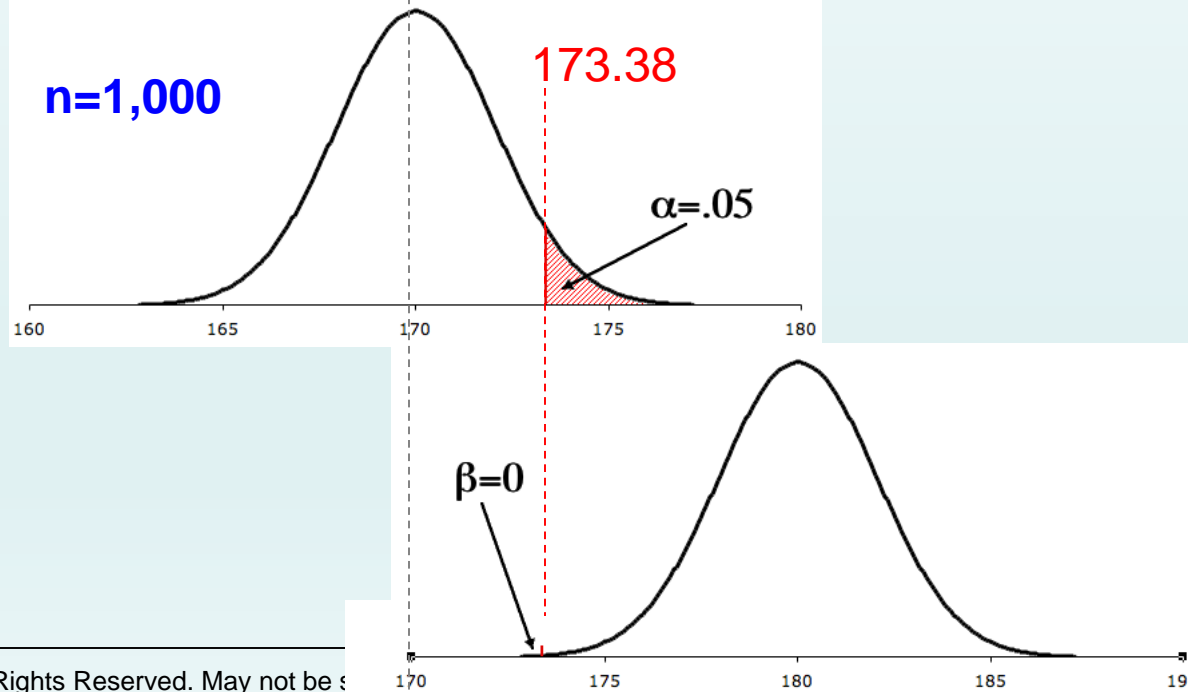 n=1,000
173.38
α=.05
160 165 170 175 180
β=0
170 175 180 185 19
Rights Reserved. May not be s